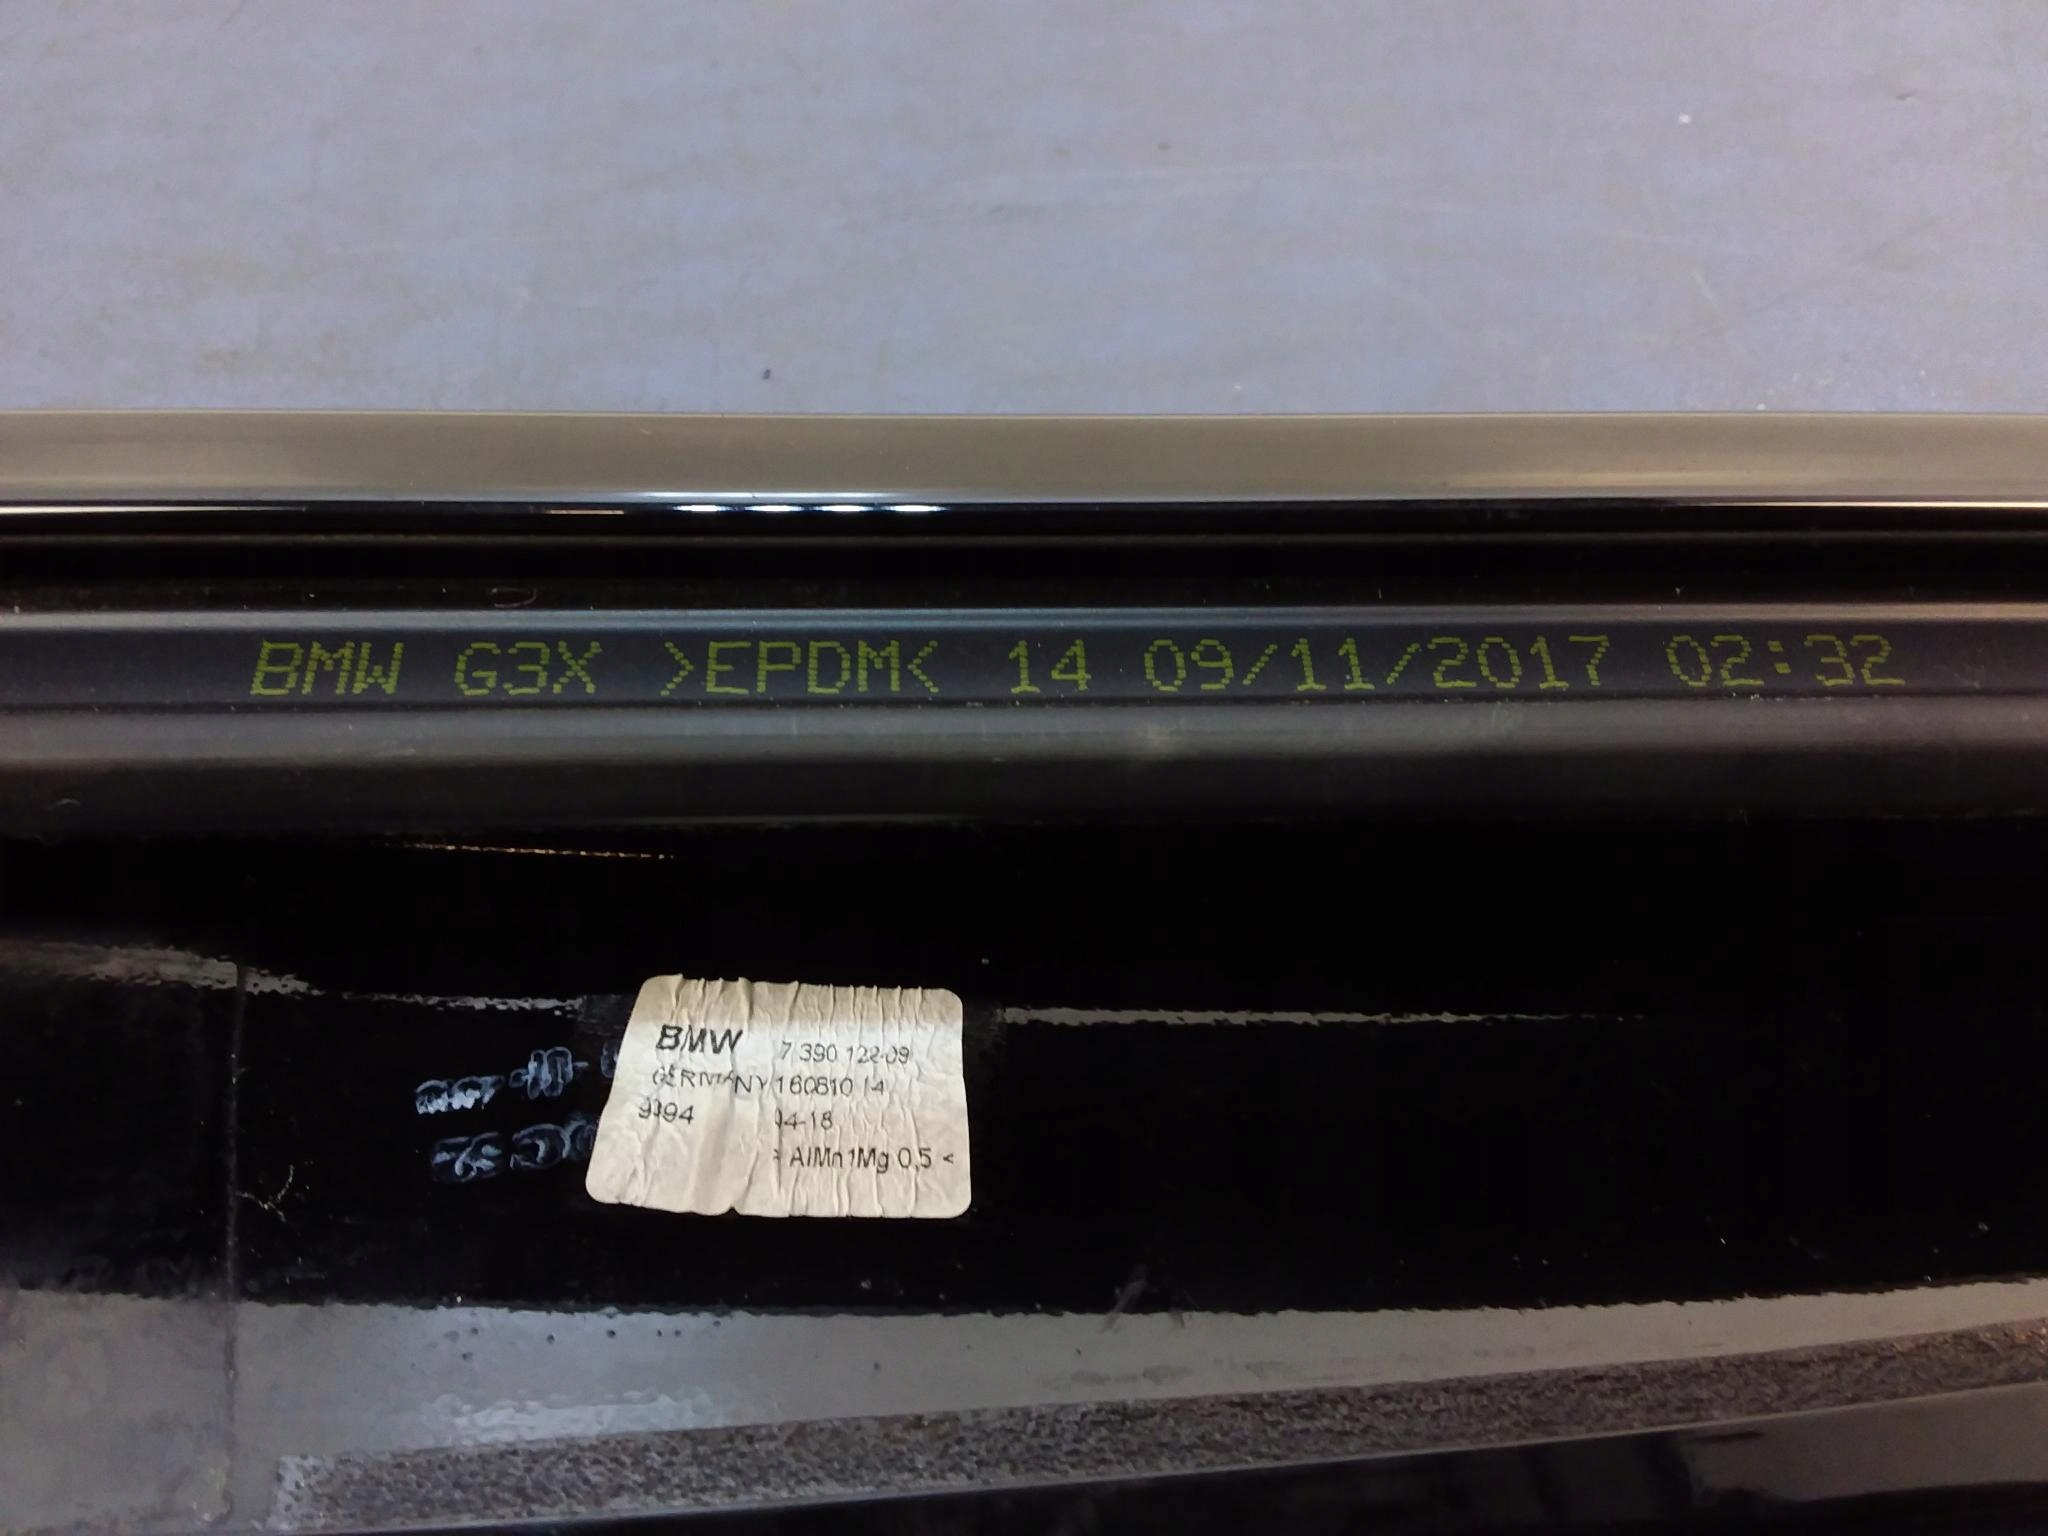 BMW G3X >EPDM< 14 09/11/2017 02:32
BMW 7 390 122-09
GERMANY 160810 14
9394 04-18
> AlMn1Mg 0,5 <